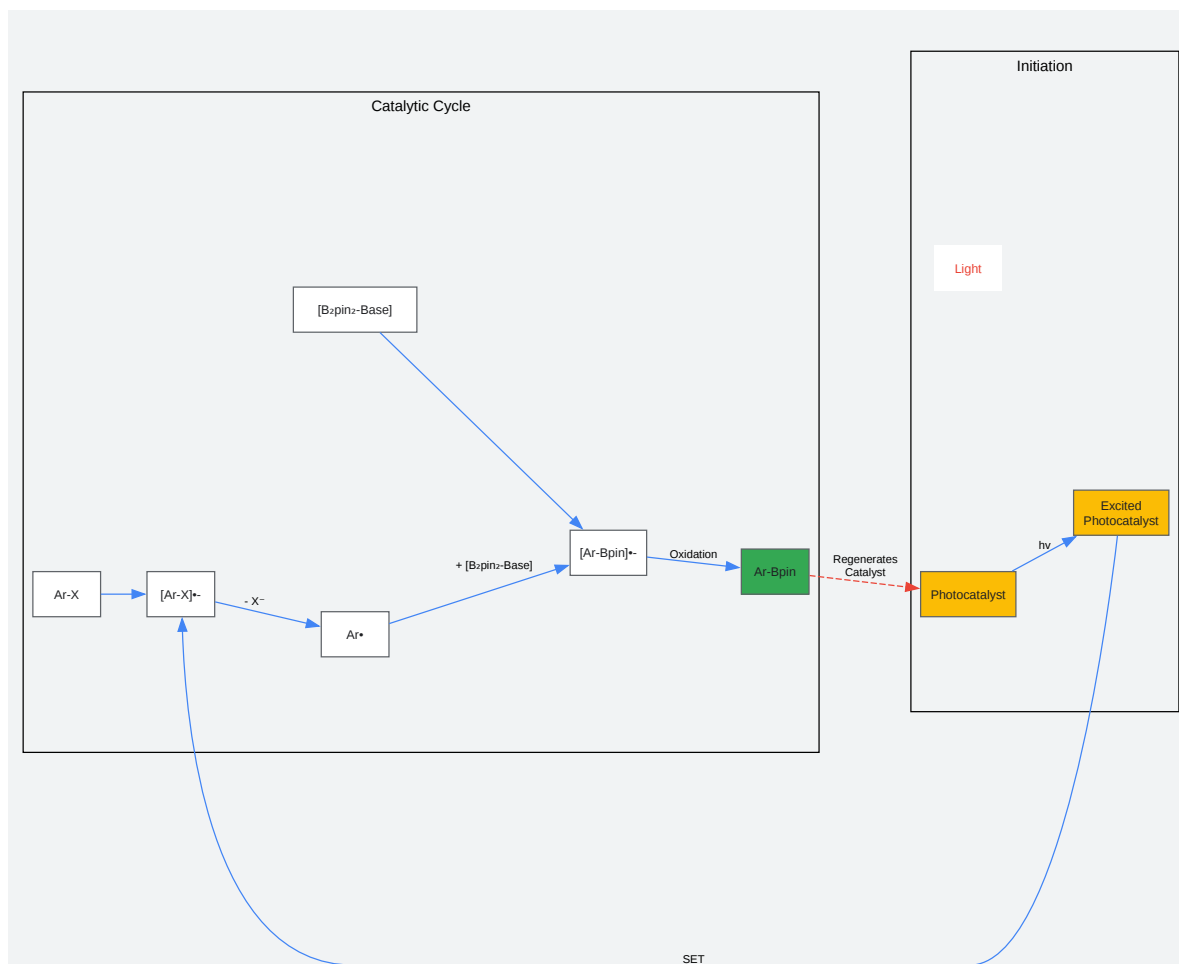 Initiation
Catalytic Cycle
Light
[B₂pin₂-Base]
Excited
Photocatalyst
hv
[Ar-Bpin]•-
Oxidation
Ar-Bpin
Regenerates
Catalyst
Photocatalyst
+ [B₂pin₂-Base]
Ar-X
[Ar-X]•-
- X⁻
Ar•
SET